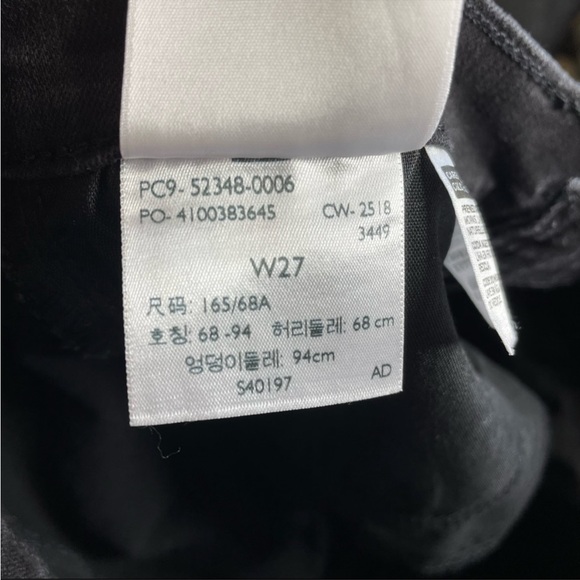 PC9- 52348-0006
PO- 4100383645 CW- 2518
3449
W27
尺码: 165/68A
호칭: 68 -94 허리둘레: 68 cm
엉덩이둘레: 94cm
S40197 AD